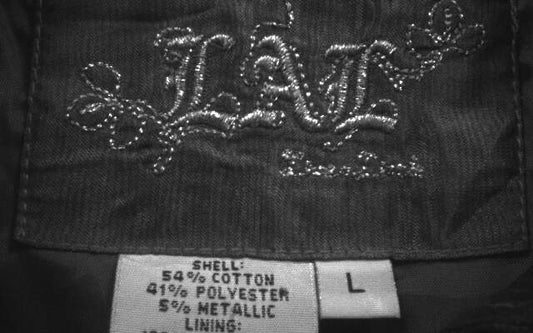 LAL
SHELL:
54% COTTON
41% POLYESTER
5% METALLIC
LINING:
L